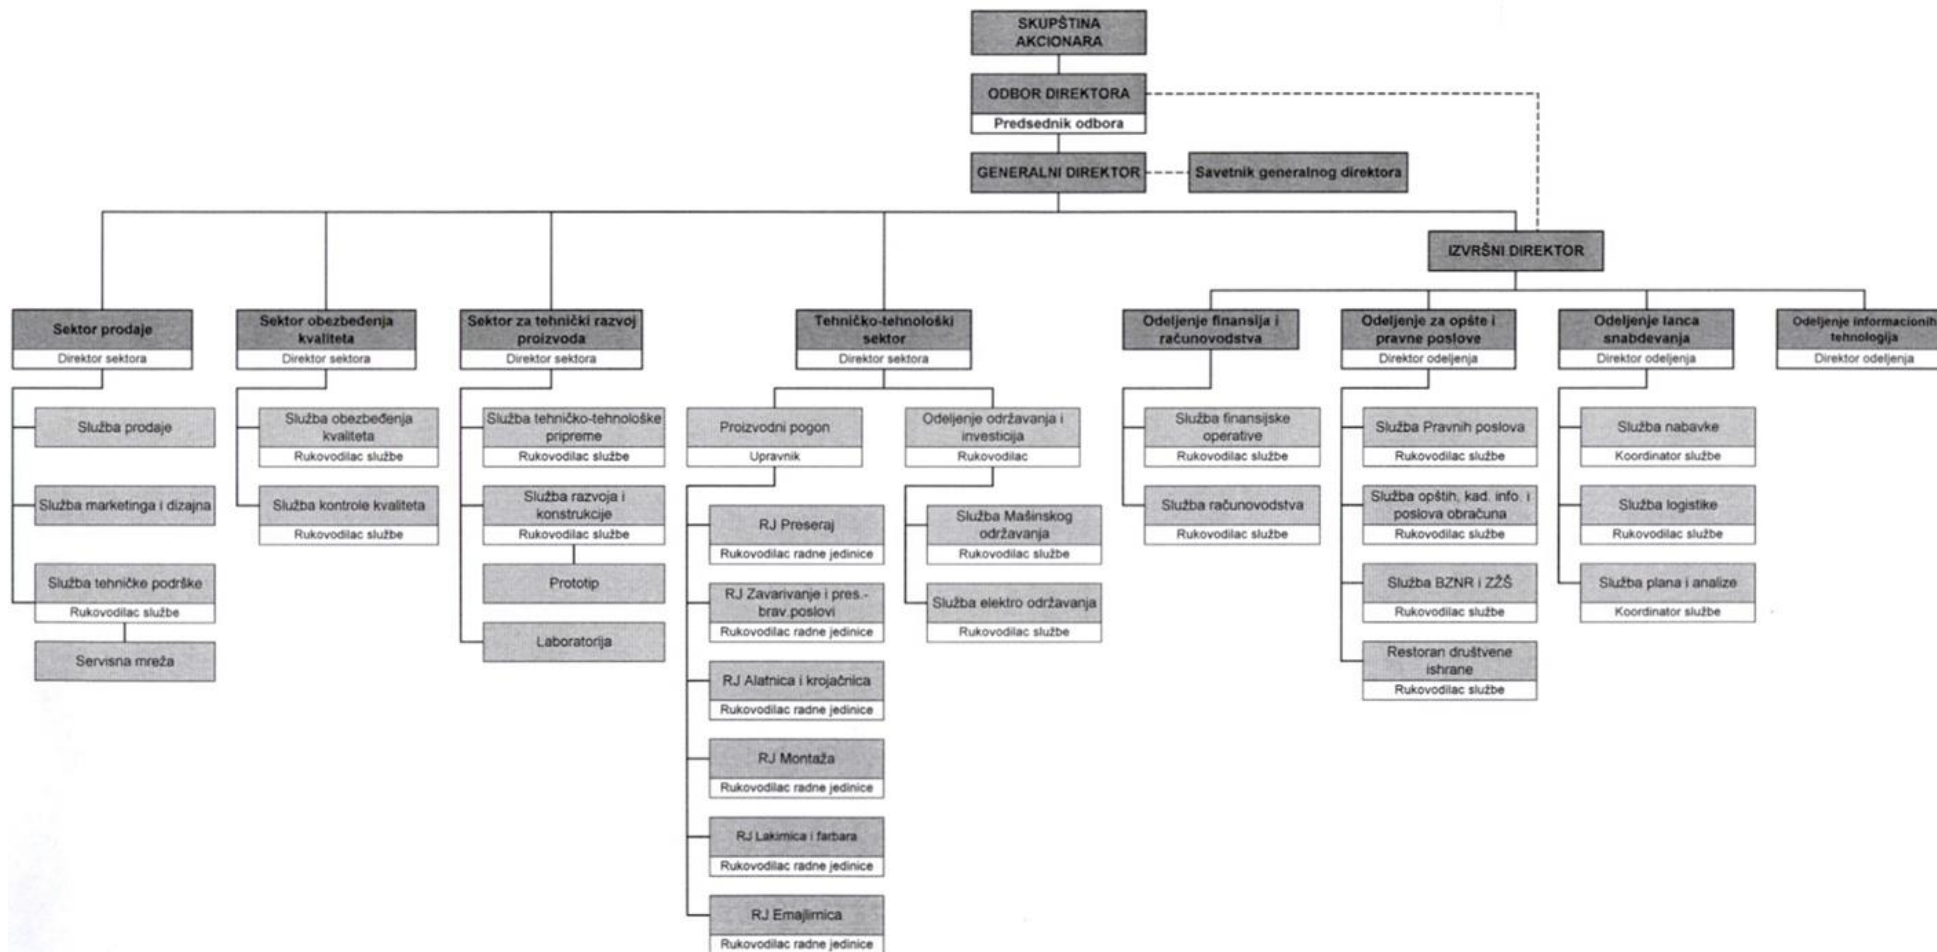 SKUPŠTINA
AKCIONARA
ODBOR DIREKTORA
Predsednik odbora
GENERALNI DIREKTOR
Savetnik generalnog direktora
IZVRŠNI DIREKTOR
Sektor prodaje
Direktor sektora
Služba prodaje
Služba marketinga i dizajna
Služba tehničke podrške
Rukovodilac službe
Servisna mreža
Sektor obezbeđenja
kvaliteta
Direktor sektora
Služba obezbeđenja
kvaliteta
Rukovodilac službe
Služba kontrole kvaliteta
Rukovodilac službe
Sektor za tehnički razvoj
proizvoda
Direktor sektora
Služba tehničko-tehnološke
pripreme
Rukovodilac službe
Služba razvoja i
konstrukcije
Rukovodilac službe
Prototip
Laboratorija
Tehničko-tehnološki
sektor
Direktor sektora
Proizvodni pogon
Upravnik
RJ Preseraj
Rukovodilac radne jedinice
RJ Zavarivanje i pres.-
brav.poslovi
Rukovodilac radne jedinice
RJ Alatnica i krojačnica
Rukovodilac radne jedinice
RJ Montaža
Rukovodilac radne jedinice
RJ Lakirnica i farbara
Rukovodilac radne jedinice
RJ Emajlirnica
Rukovodilac radne jedinice
Odeljenje održavanja i
investicija
Rukovodilac
Služba Mašinskog
održavanja
Rukovodilac službe
Služba elektro održavanja
Rukovodilac službe
Odeljenje finansija i
računovodstva
Služba finansijske
operative
Rukovodilac službe
Služba računovodstva
Rukovodilac službe
Odeljenje za opšte i
pravne poslove
Direktor odeljenja
Služba Pravnih poslova
Rukovodilac službe
Služba opštih, kad. info. i
poslova obračuna
Rukovodilac službe
Služba BZNR i ZŽŠ
Rukovodilac službe
Restoran društvene
ishrane
Rukovodilac službe
Odeljenje lanca
snabdevanja
Direktor odeljenja
Služba nabavke
Koordinator službe
Služba logistike
Rukovodilac službe
Služba plana i analize
Koordinator službe
Odeljenje informacionih
tehnologija
Direktor odeljenja